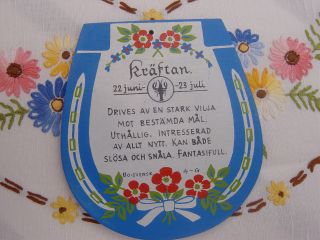 Kräftan.
22 juni- -23 juli
DRIVES AV EN STARK VILJA
MOT BESTÄMDA MÅL.
UTHÅLLIG. INTRESSERAD
AV ALLT NYTT. KAN BÅDE
SLÖSA OCH SNÅLA. FANTASIFULL.